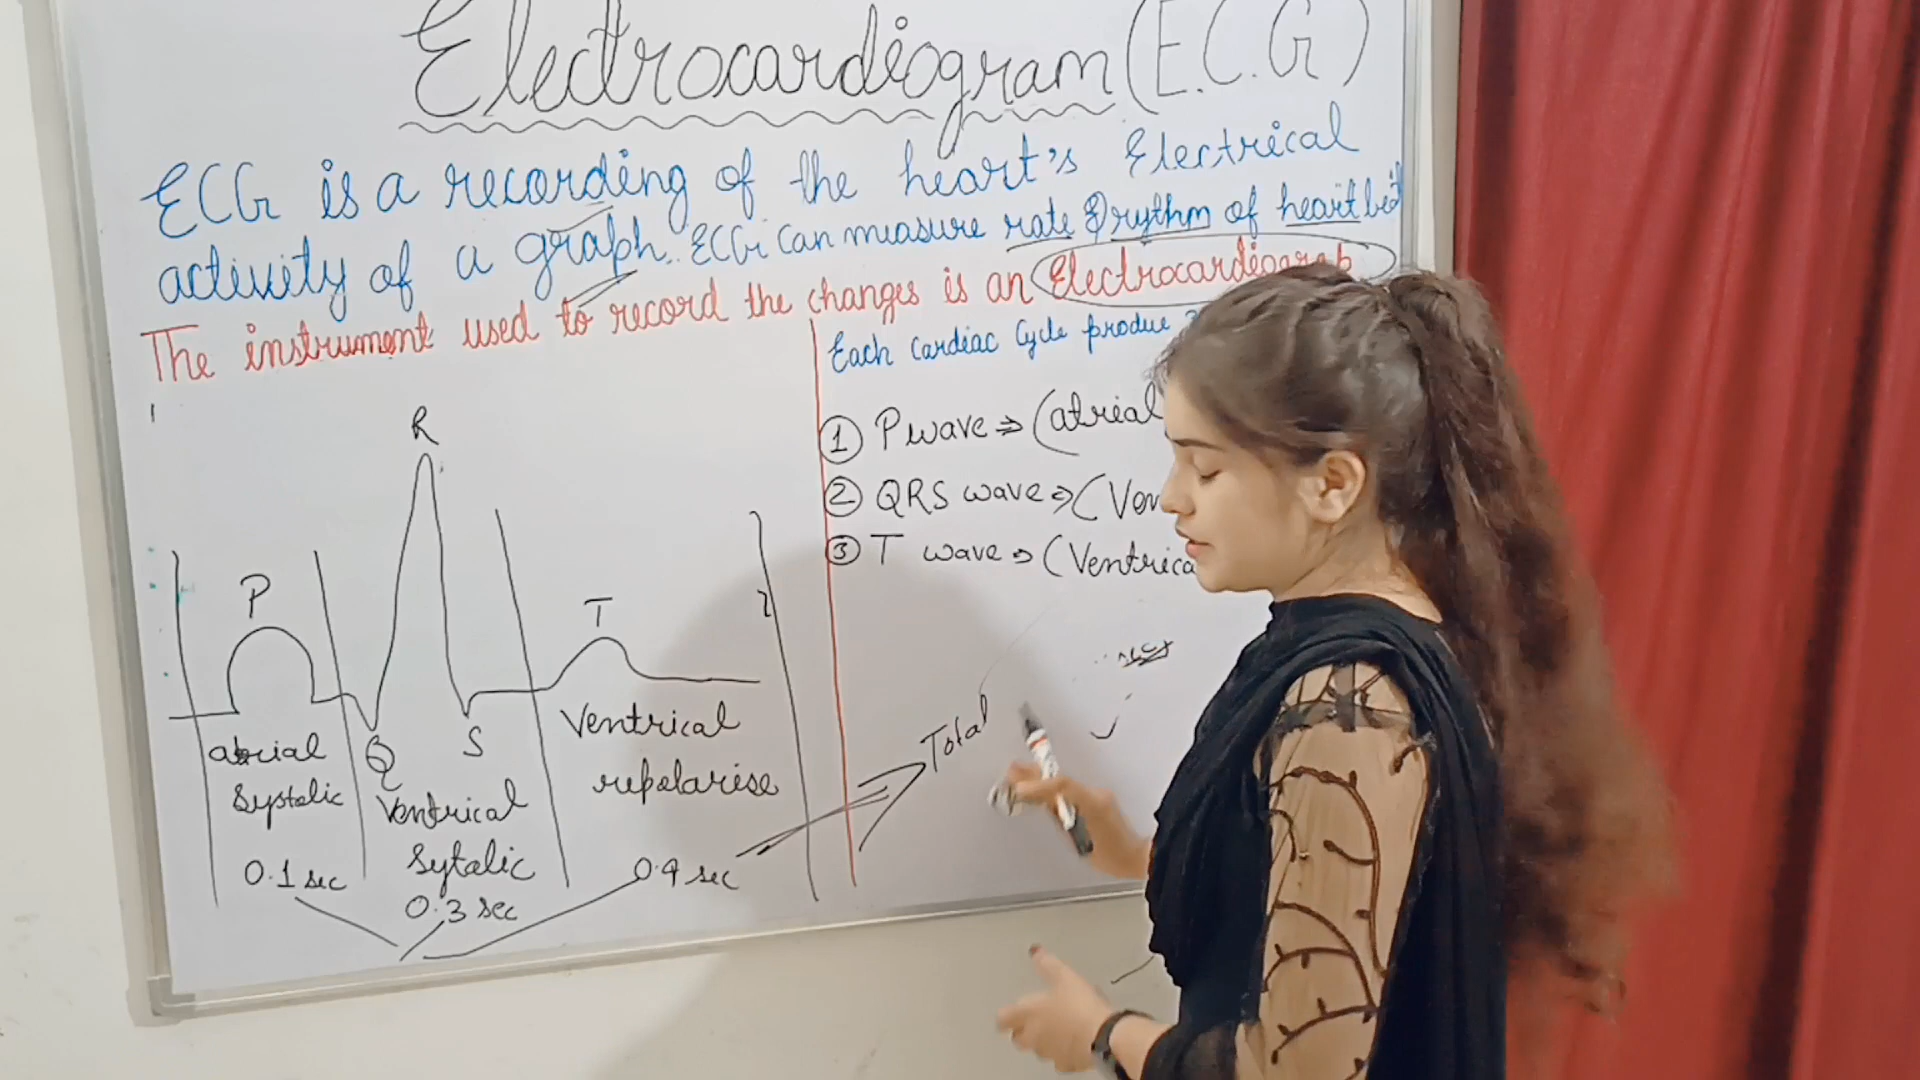 Electrocardiogram (E.C.G)
ECG is a recording of the heart's Electrical
activity of a graph. ECG Can measure rate & rythm of heart beat
The instrument used to record the changes is an Electrocardiograph
Each Cardiac Cycle produe 3
① P wave ⇒ (atrial
② QRS wave ⇒ (Ven
③ T wave ⇒ (Ventrica
R
P
T
Q
S
atrial
Systolic
0.1 sec
Ventrical
Sytalic
0.3 sec
Ventrical
repolarise
0.4 sec
Total